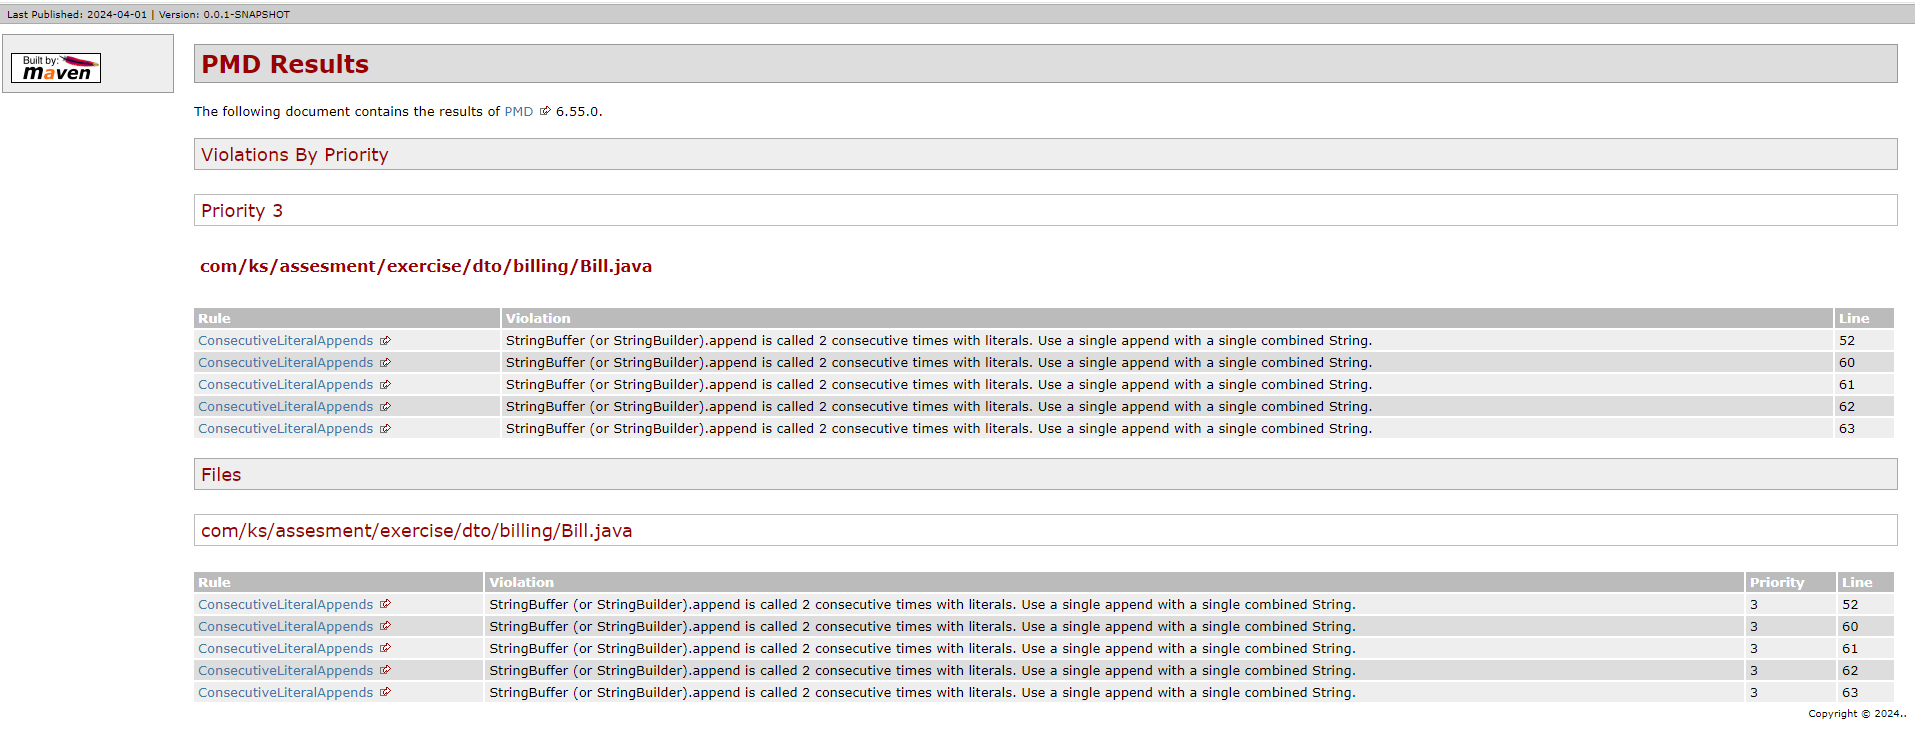 Last Published: 2024-04-01 | Version: 0.0.1-SNAPSHOT
Built by:
maven
PMD Results
The following document contains the results of PMD 6.55.0.
Violations By Priority
Priority 3
com/ks/assesment/exercise/dto/billing/Bill.java
Rule Violation Line
ConsecutiveLiteralAppends StringBuffer (or StringBuilder).append is called 2 consecutive times with literals. Use a single append with a single combined String. 52
ConsecutiveLiteralAppends StringBuffer (or StringBuilder).append is called 2 consecutive times with literals. Use a single append with a single combined String. 60
ConsecutiveLiteralAppends StringBuffer (or StringBuilder).append is called 2 consecutive times with literals. Use a single append with a single combined String. 61
ConsecutiveLiteralAppends StringBuffer (or StringBuilder).append is called 2 consecutive times with literals. Use a single append with a single combined String. 62
ConsecutiveLiteralAppends StringBuffer (or StringBuilder).append is called 2 consecutive times with literals. Use a single append with a single combined String. 63
Files
com/ks/assesment/exercise/dto/billing/Bill.java
Rule Violation Priority Line
ConsecutiveLiteralAppends StringBuffer (or StringBuilder).append is called 2 consecutive times with literals. Use a single append with a single combined String. 3 52
ConsecutiveLiteralAppends StringBuffer (or StringBuilder).append is called 2 consecutive times with literals. Use a single append with a single combined String. 3 60
ConsecutiveLiteralAppends StringBuffer (or StringBuilder).append is called 2 consecutive times with literals. Use a single append with a single combined String. 3 61
ConsecutiveLiteralAppends StringBuffer (or StringBuilder).append is called 2 consecutive times with literals. Use a single append with a single combined String. 3 62
ConsecutiveLiteralAppends StringBuffer (or StringBuilder).append is called 2 consecutive times with literals. Use a single append with a single combined String. 3 63
Copyright © 2024..